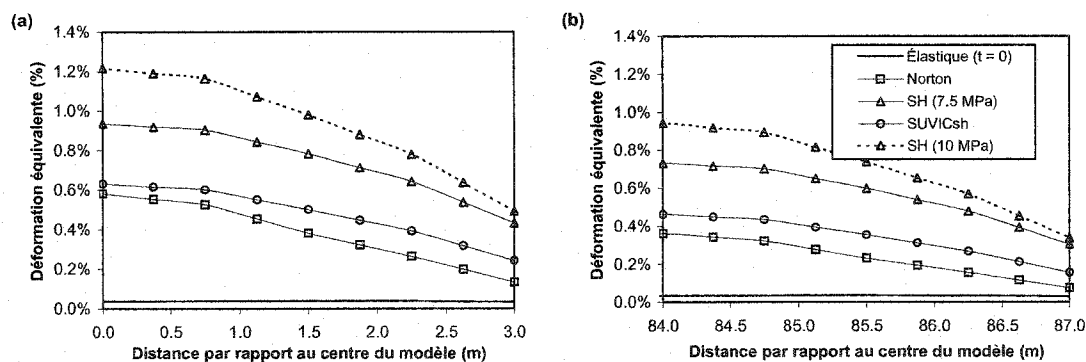 (a)
1.4%
1.2%
1.0%
0.8%
0.6%
0.4%
0.2%
0.0%
Déformation équivalente (%)
0.0 0.5 1.0 1.5 2.0 2.5 3.0
Distance par rapport au centre du modèle (m)
(b)
1.4%
1.2%
1.0%
0.8%
0.6%
0.4%
0.2%
0.0%
Déformation équivalente (%)
Élastique (t = 0)
Norton
SH (7.5 MPa)
SUVICsh
SH (10 MPa)
84.0 84.5 85.0 85.5 86.0 86.5 87.0
Distance par rapport au centre du modèle (m)